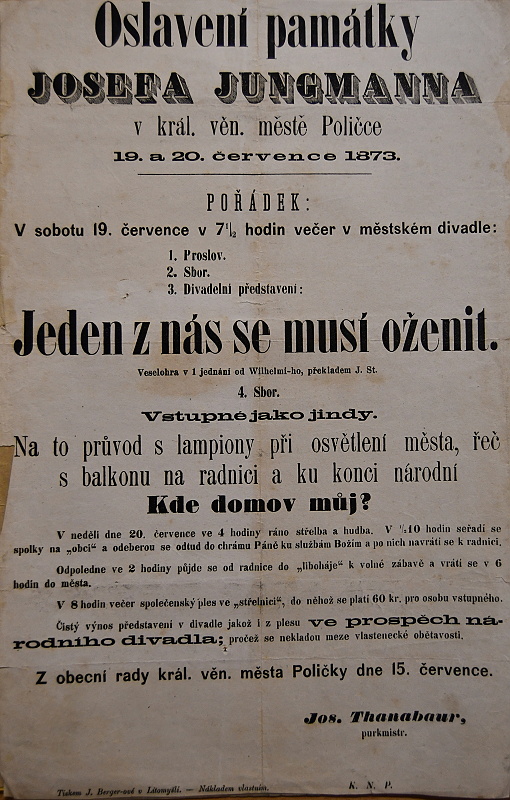 Oslavení památky
JOSEFA JUNGMANNA
v král. věn. městě Poličce
19. a 20. července 1873.
POŘÁDEK:
V sobotu 19. července v 7½ hodin večer v městském divadle:
1. Proslov.
2. Sbor.
3. Divadelní představení:
Jeden z nás se musí oženit.
Veselohra v 1 jednání od Wilhelmi-ho, překladem J. St.
4. Sbor.
Vstupné jako jindy.
Na to průvod s lampiony při osvětlení města, řeč
s balkonu na radnici a ku konci národní
Kde domov můj?
V neděli dne 20. července ve 4 hodiny ráno střelba a hudba. V ½10 hodin seřadí se
spolky na „obci“ a odeberou se odtud do chrámu Páně ku službám Božím a po nich navrátí se k radnici.
Odpoledne ve 2 hodiny půjde se od radnice do „liboháje“ k volné zábavě a vrátí se v 6
hodin do města.
V 8 hodin večer společenský ples ve „střelnici“, do něhož se platí 60 kr. pro osobu vstupného.
Čistý výnos představení v divadle jakož i z plesu ve prospěch ná-
rodního divadla; pročež se nekladou meze vlastenecké obětavosti.
Z obecní rady král. věn. města Poličky dne 15. července.
Jos. Thanabaur,
purkmistr.
Tiskem J. Berger-ové v Litomyšli. — Nákladem vlastním.
K. N. P.